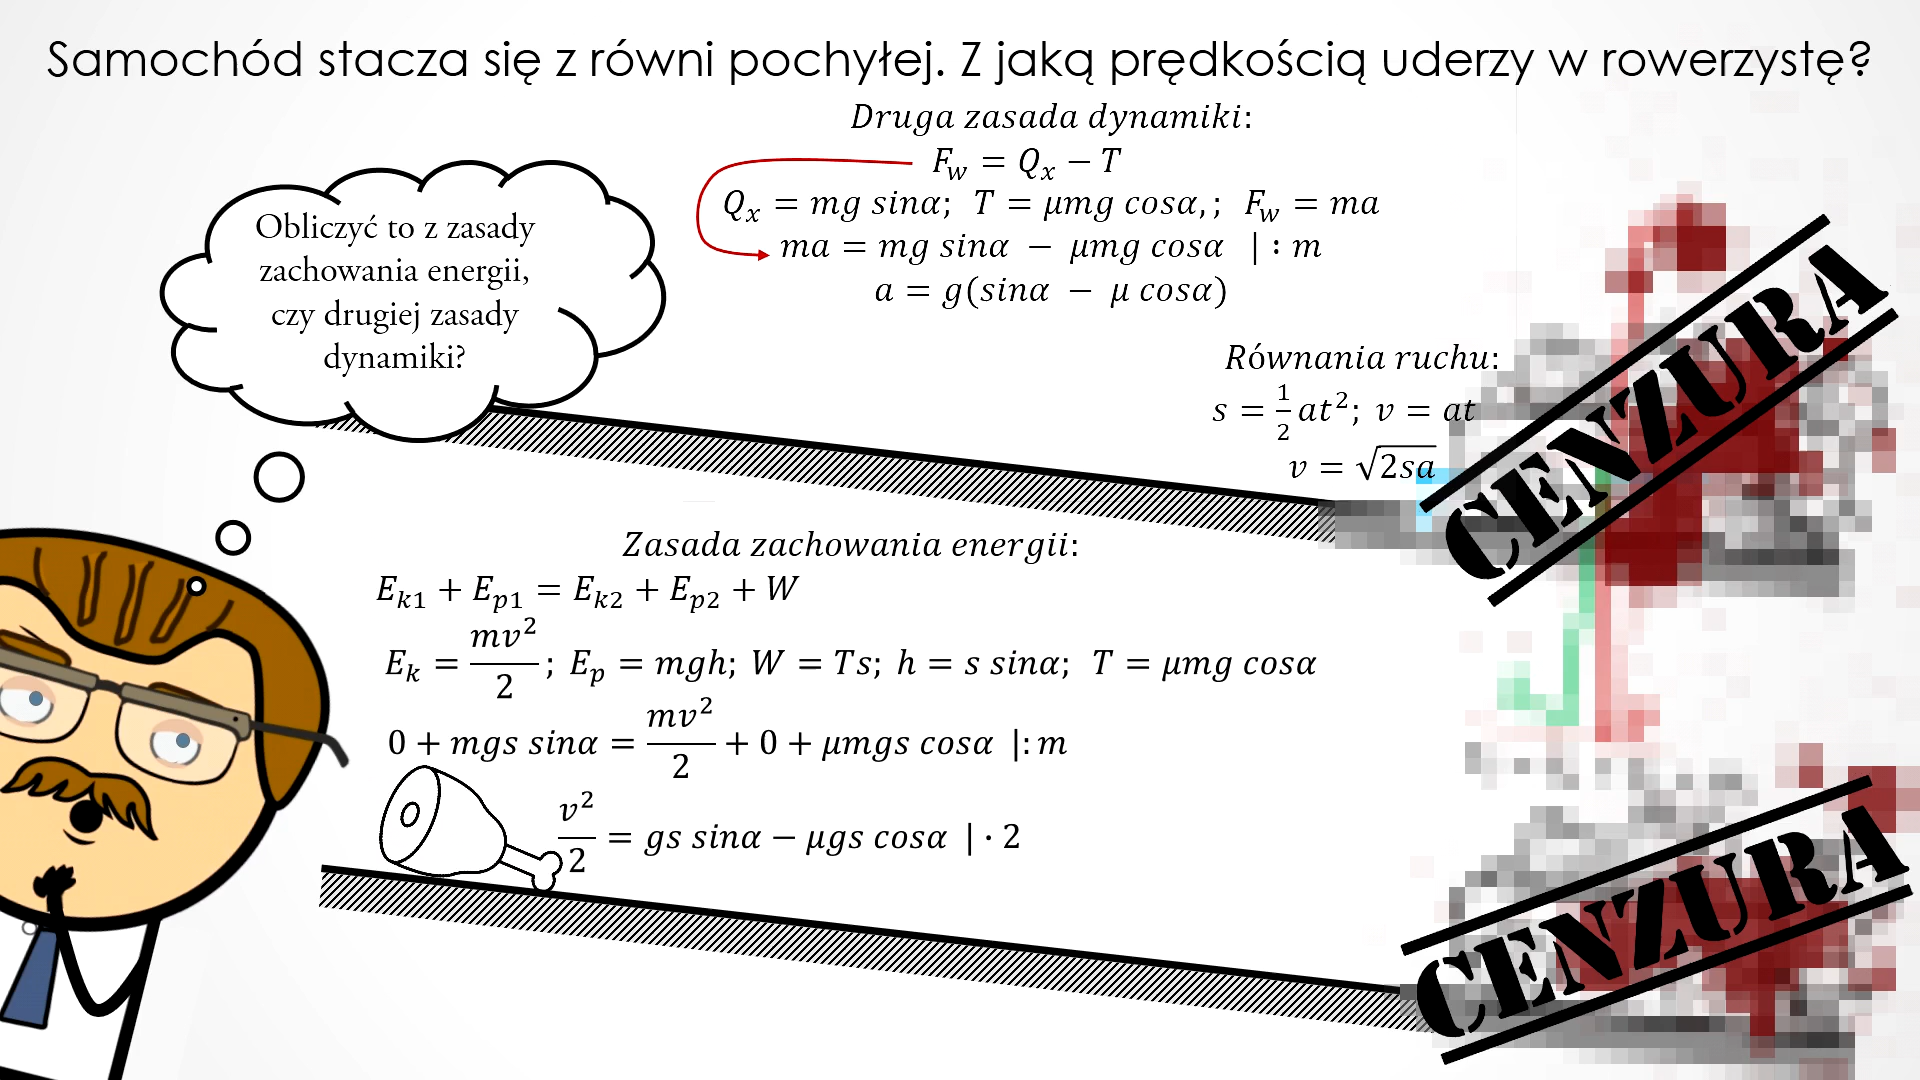 Samochód stacza się z równi pochyłej. Z jaką prędkością uderzy w rowerzystę?
Druga zasada dynamiki:
F_w = Q_x − T
Q_x = mg sinα; T = μmg cosα,; F_w = ma
ma = mg sinα − μmg cosα | : m
a = g(sinα − μ cosα)
Obliczyć to z zasady
zachowania energii,
czy drugiej zasady
dynamiki?
Równania ruchu:
s = 1/2 at²; v = at
v = √2sa
CENZURA
Zasada zachowania energii:
E_k1 + E_p1 = E_k2 + E_p2 + W
E_k = mv²/2; E_p = mgh; W = Ts; h = s sinα; T = μmg cosα
0 + mgs sinα = mv²/2 + 0 + μmgs cosα |: m
v²/2 = gs sinα − μgs cosα | · 2
CENZURA